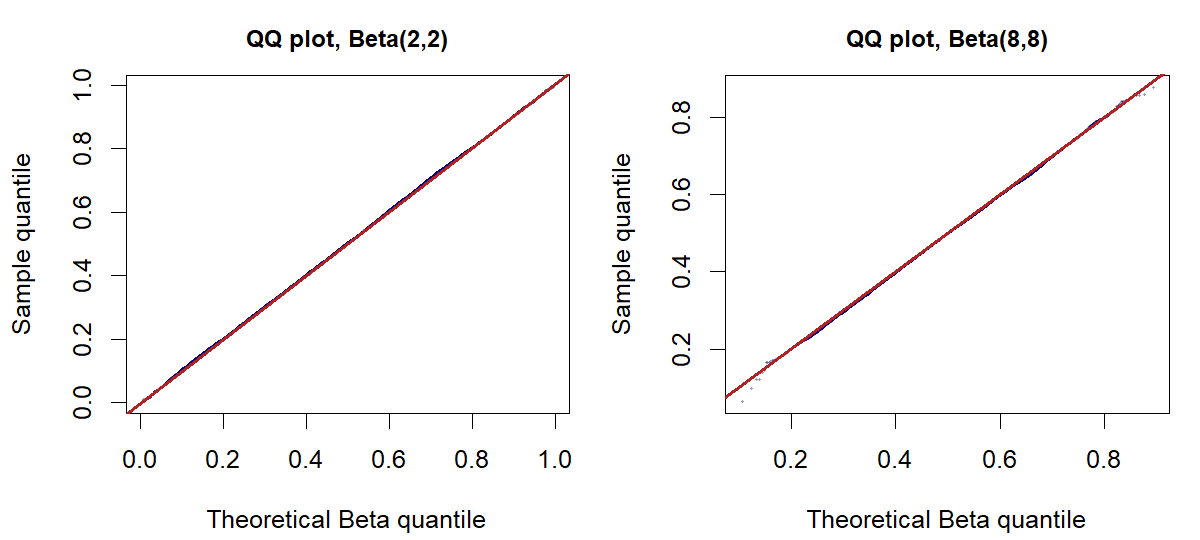 QQ plot, Beta(2,2)
Sample quantile
0.0 0.2 0.4 0.6 0.8 1.0
0.0 0.2 0.4 0.6 0.8 1.0
Theoretical Beta quantile
QQ plot, Beta(8,8)
Sample quantile
0.2 0.4 0.6 0.8
0.2 0.4 0.6 0.8
Theoretical Beta quantile